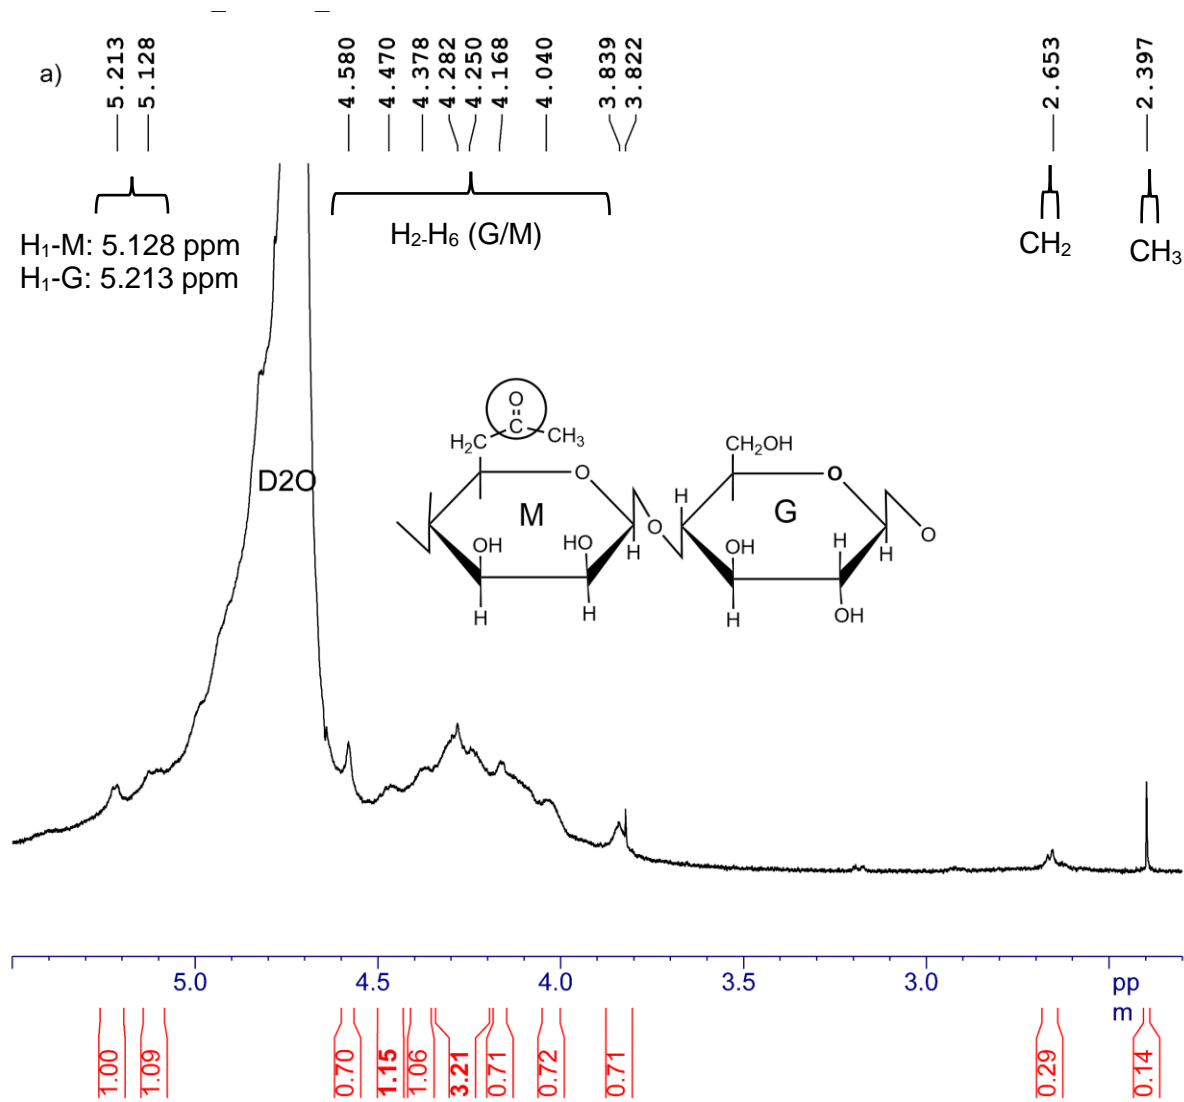 a)
5.213
5.128
4.580
4.470
4.378
4.282
4.250
4.168
4.040
3.839
3.822
2.653
2.397
H₁-M: 5.128 ppm
H₁-G: 5.213 ppm
H₂-H₆ (G/M)
CH₂
CH₃
D2O
O
C
H₂C
CH₃
O
M
OH
HO
H
H
H
O
CH₂OH
H
O
G
OH
H
H
H
OH
O
5.0
4.5
4.0
3.5
3.0
pp
m
1.00
1.09
0.70
1.15
1.06
3.21
0.71
0.72
0.71
0.29
0.14